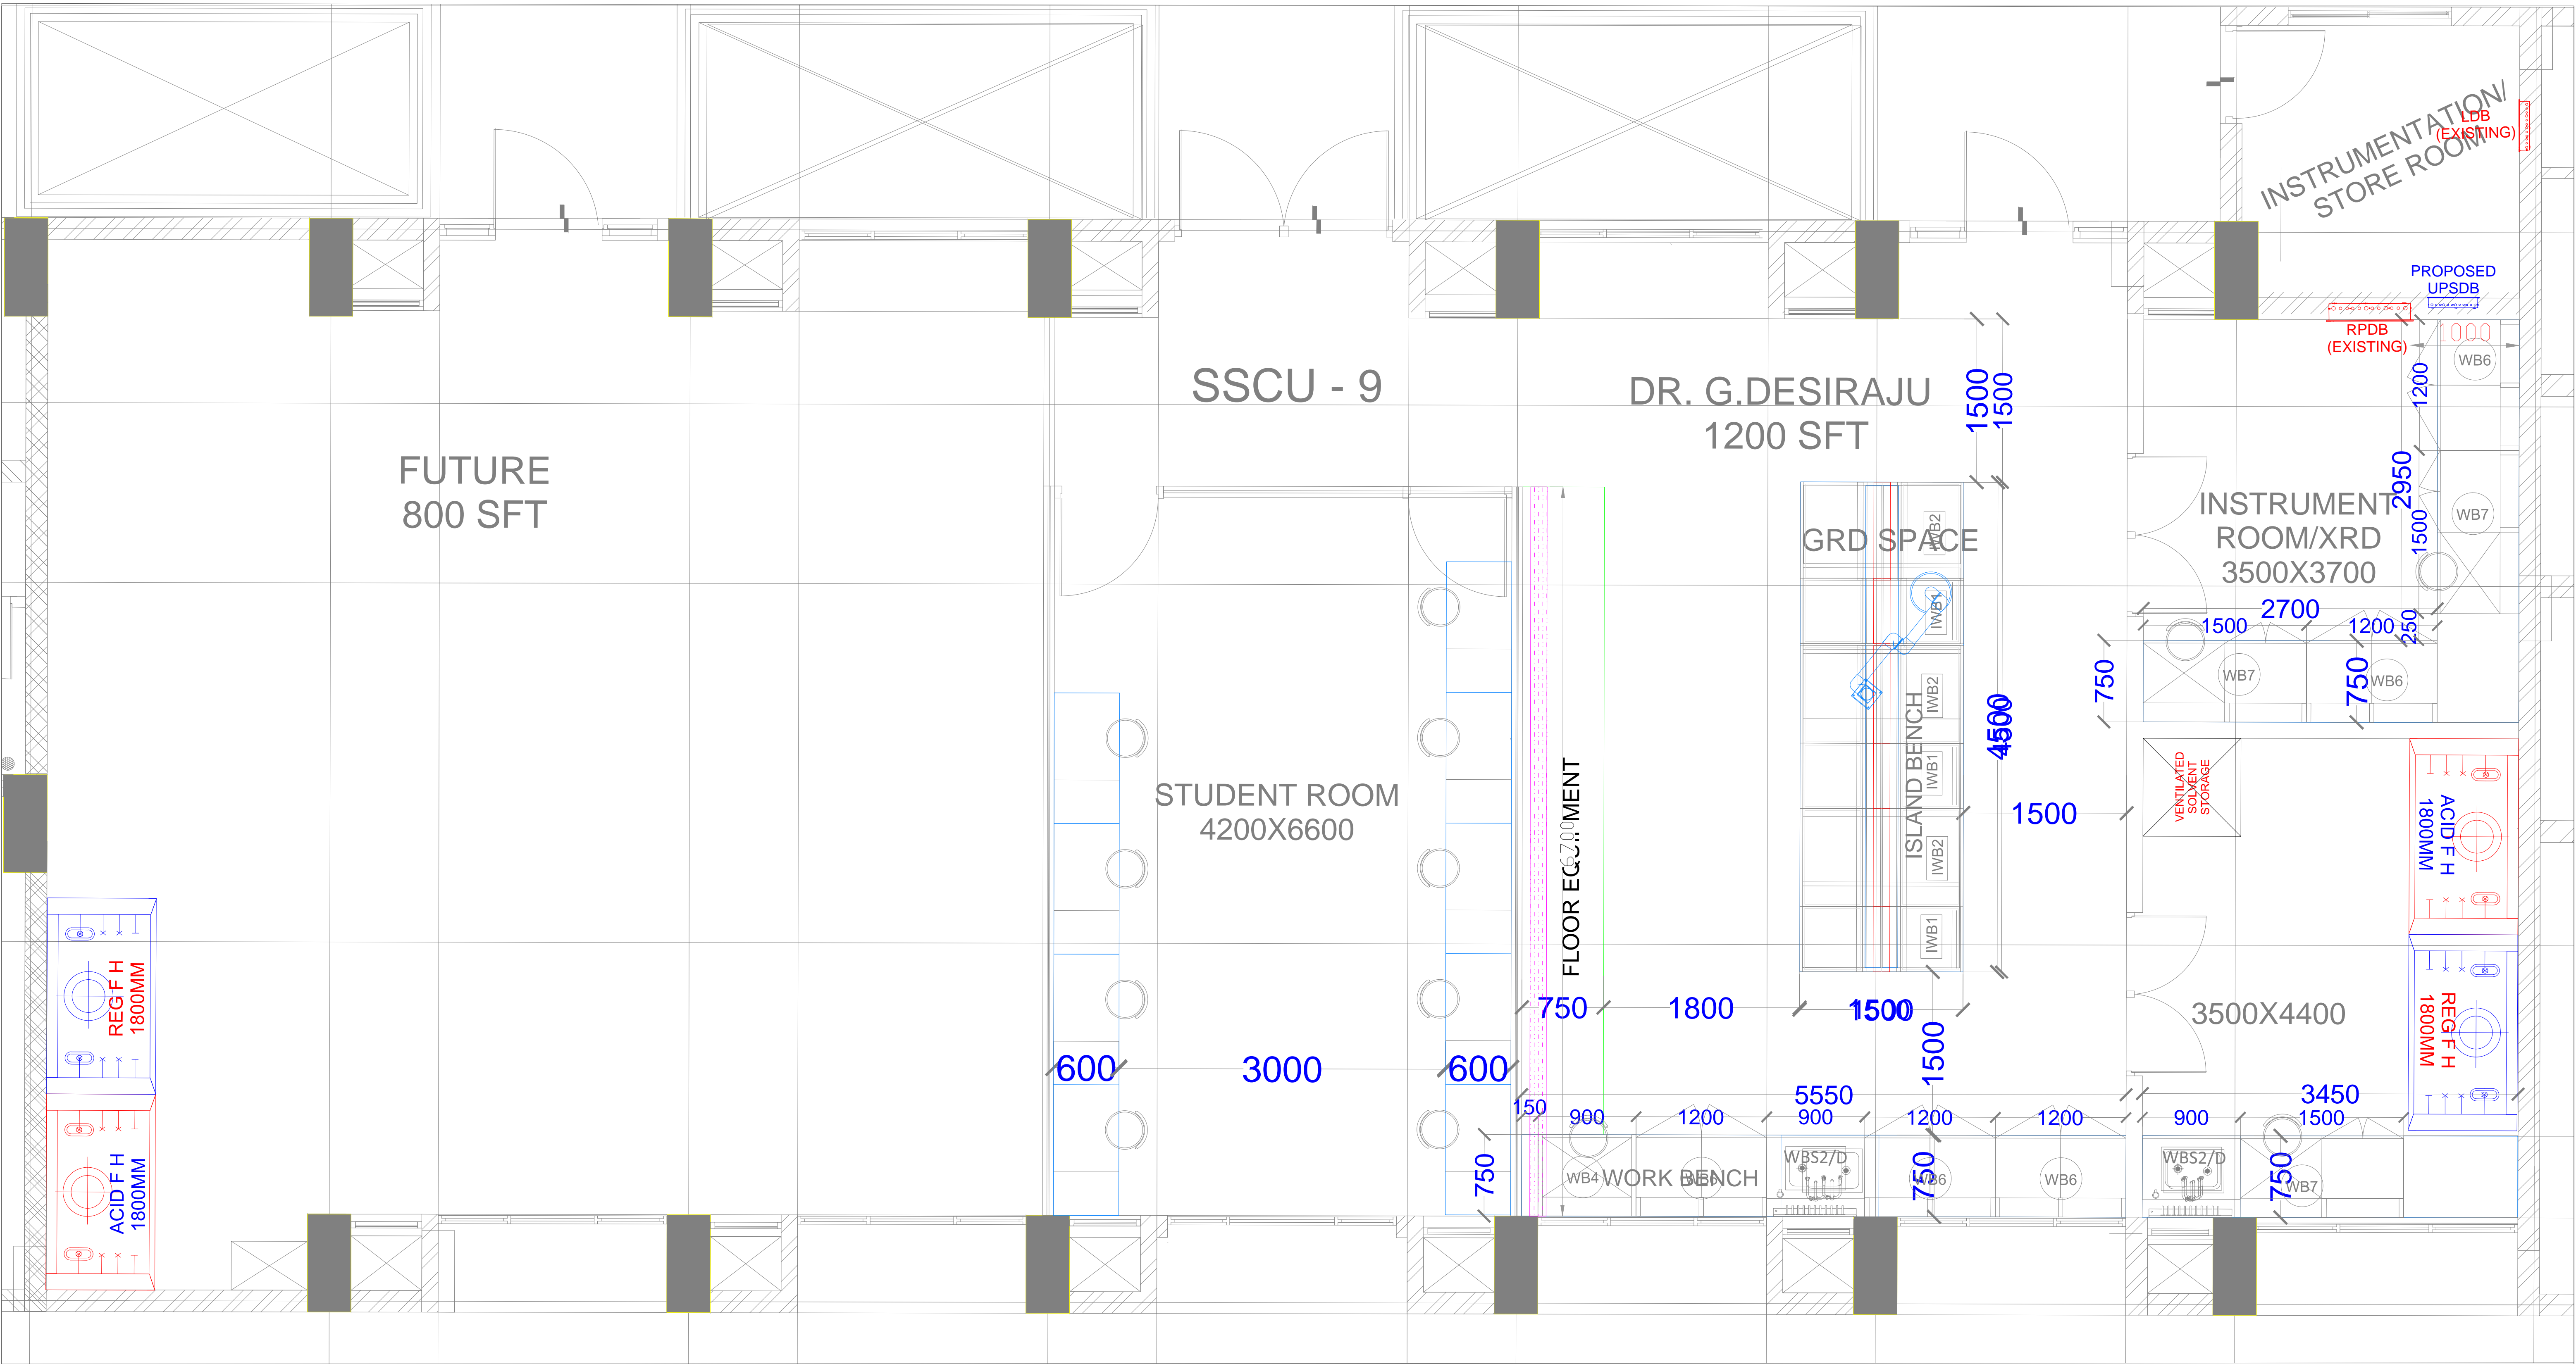 INSTRUMENTATION/
STORE ROOM
LDB
(EXISTING)
PROPOSED
UPSDB
RPDB
(EXISTING)
1000
WB6
1200
2950
1500
WB7
SSCU - 9
DR. G.DESIRAJU
1200 SFT
1500
1500
FUTURE
800 SFT
INSTRUMENT
ROOM/XRD
3500X3700
2700
1500
1200
250
750
WB7
750
WB6
GRD SPACE
IWB2
IWB1
IWB2
IWB1
IWB2
IWB1
ISLAND BENCH
4500
4500
1500
STUDENT ROOM
4200X6600
FLOOR EQUIPMENT
6700
VENTILATED
SOLVENT
STORAGE
ACID F H
1800MM
REG F H
1800MM
3500X4400
REG F H
1800MM
ACID F H
1800MM
750
1800
1500
1500
1500
600
3000
600
5550
3450
150
900
1200
900
1200
1200
900
1500
750
WB4
WORK BENCH
WB6
WBS2/D
750
WB6
WB6
WBS2/D
750
WB7